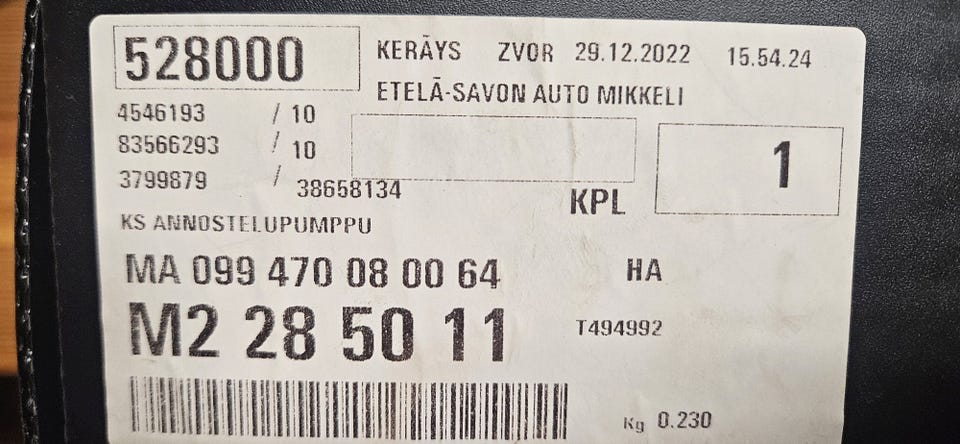 528000
KERÄYS ZVOR 29.12.2022 15.54.24
ETELÄ-SAVON AUTO MIKKELI
4546193 / 10
83566293 / 10
3799879 / 38658134
KPL 1
KS ANNOSTELUPUMPPU
MA 099 470 08 00 64 HA
M2 28 50 11 T494992
Kg 0.230